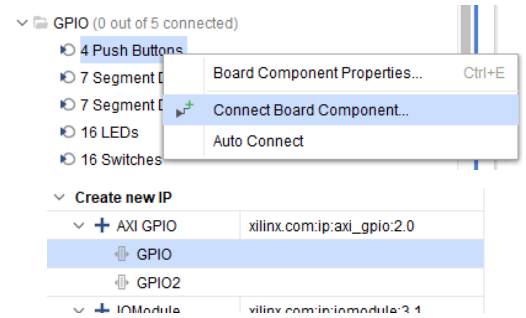 GPIO (0 out of 5 connected)
4 Push Buttons
7 Segment
Board Component Properties... Ctrl+E
7 Segment
Connect Board Component...
16 LEDs
Auto Connect
16 Switches
Create new IP
AXI GPIO xilinx.com:ip:axi_gpio:2.0
GPIO
GPIO2
IOModule xilinx.com:ip:iomodule:3.1